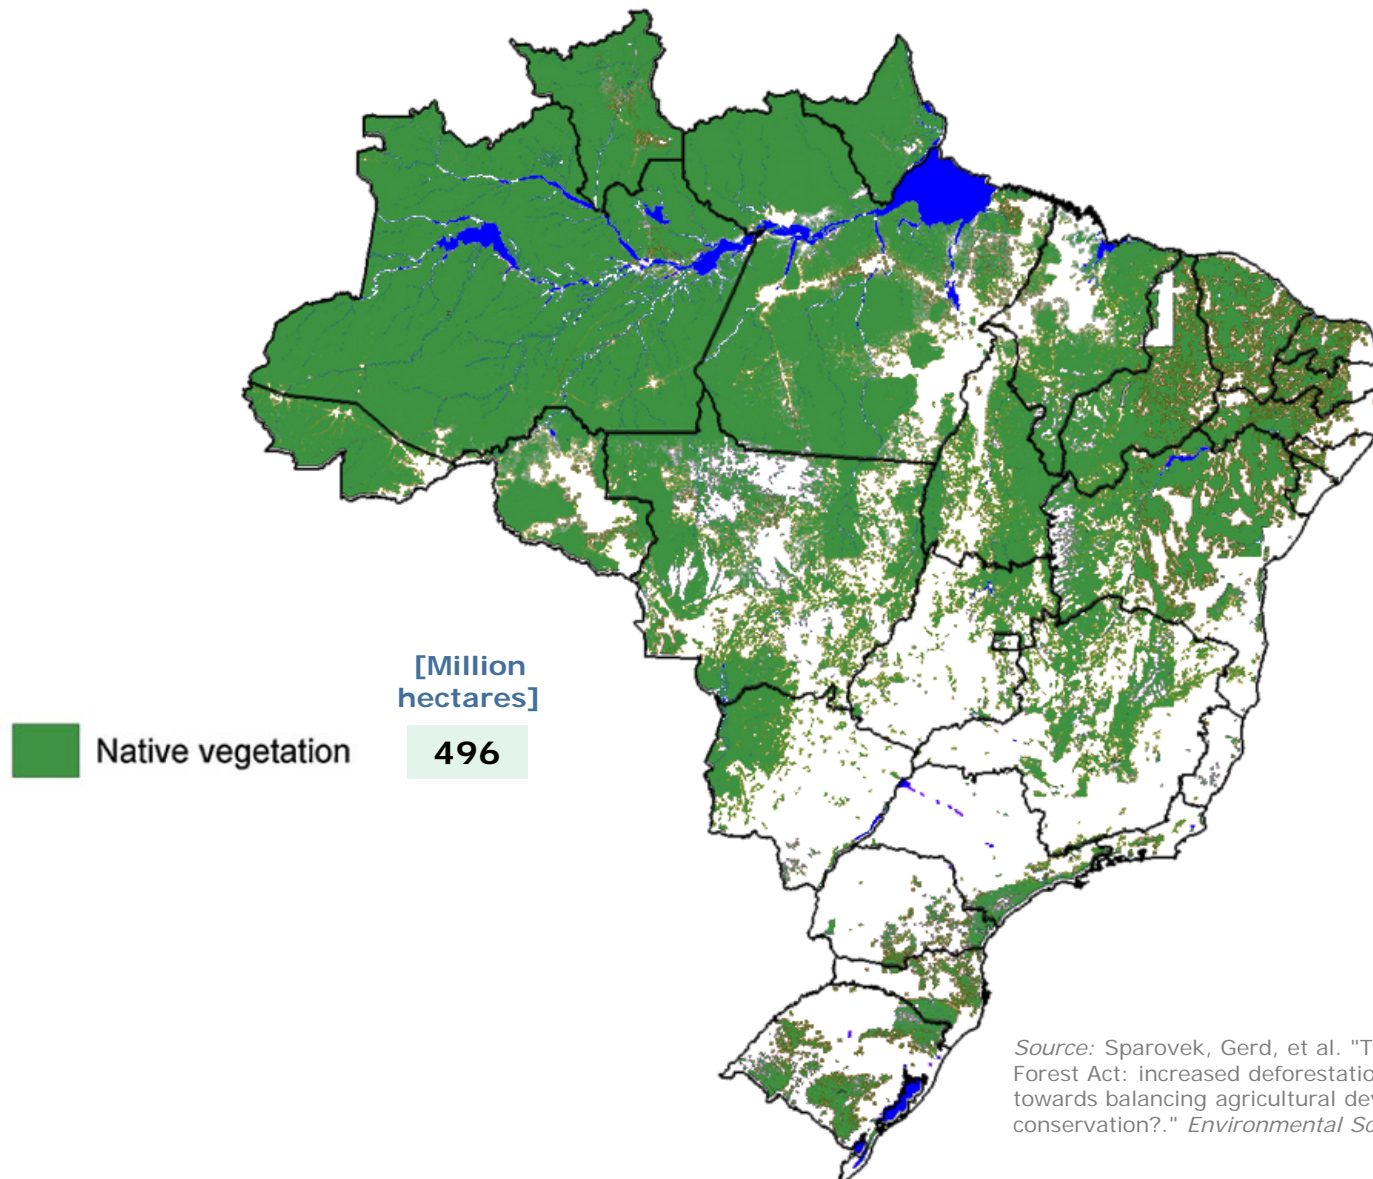 [Million
hectares]
Native vegetation
496
Source: Sparovek, Gerd, et al. "T
Forest Act: increased deforestatio
towards balancing agricultural dev
conservation?." Environmental Sc